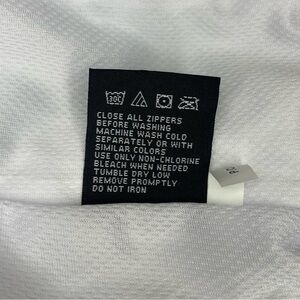 30C
CLOSE ALL ZIPPERS
BEFORE WASHING
MACHINE WASH COLD
SEPARATELY OR WITH
SIMILAR COLORS
USE ONLY NON-CHLORINE
BLEACH WHEN NEEDED
TUMBLE DRY LOW
REMOVE PROMPTLY
DO NOT IRON